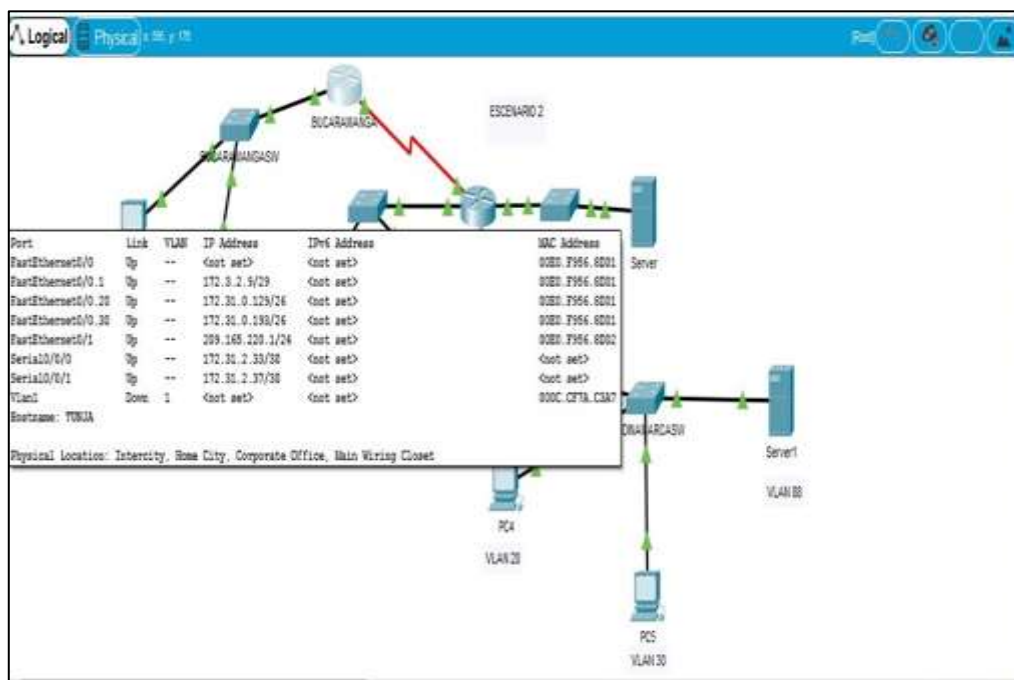 Logical Physical
ESCENARIO 2
BUCARAMANGA
BUCARAMANGASW
Server
Port Link VLAN IP Address IPv6 Address MAC Address
FastEthernet0/0 Up -- <not set> <not set> 00E0.F956.6D01
FastEthernet0/0.1 Up -- 172.3.2.9/29 <not set> 00E0.F956.6D01
FastEthernet0/0.20 Up -- 172.31.0.129/26 <not set> 00E0.F956.6D01
FastEthernet0/0.30 Up -- 172.31.0.193/26 <not set> 00E0.F956.6D01
FastEthernet0/1 Up -- 209.165.220.1/24 <not set> 00E0.F956.6D02
Serial0/0/0 Up -- 172.31.2.33/30 <not set> <not set>
Serial0/0/1 Up -- 172.31.2.37/30 <not set> <not set>
Vlan1 Down 1 <not set> <not set> 000C.CF7A.C3A7
Hostname: TUNJA
Physical Location: Intercity, Home City, Corporate Office, Main Wiring Closet
DINAMARCASW
Server1
VLAN 88
PC4
VLAN 20
PC5
VLAN 30